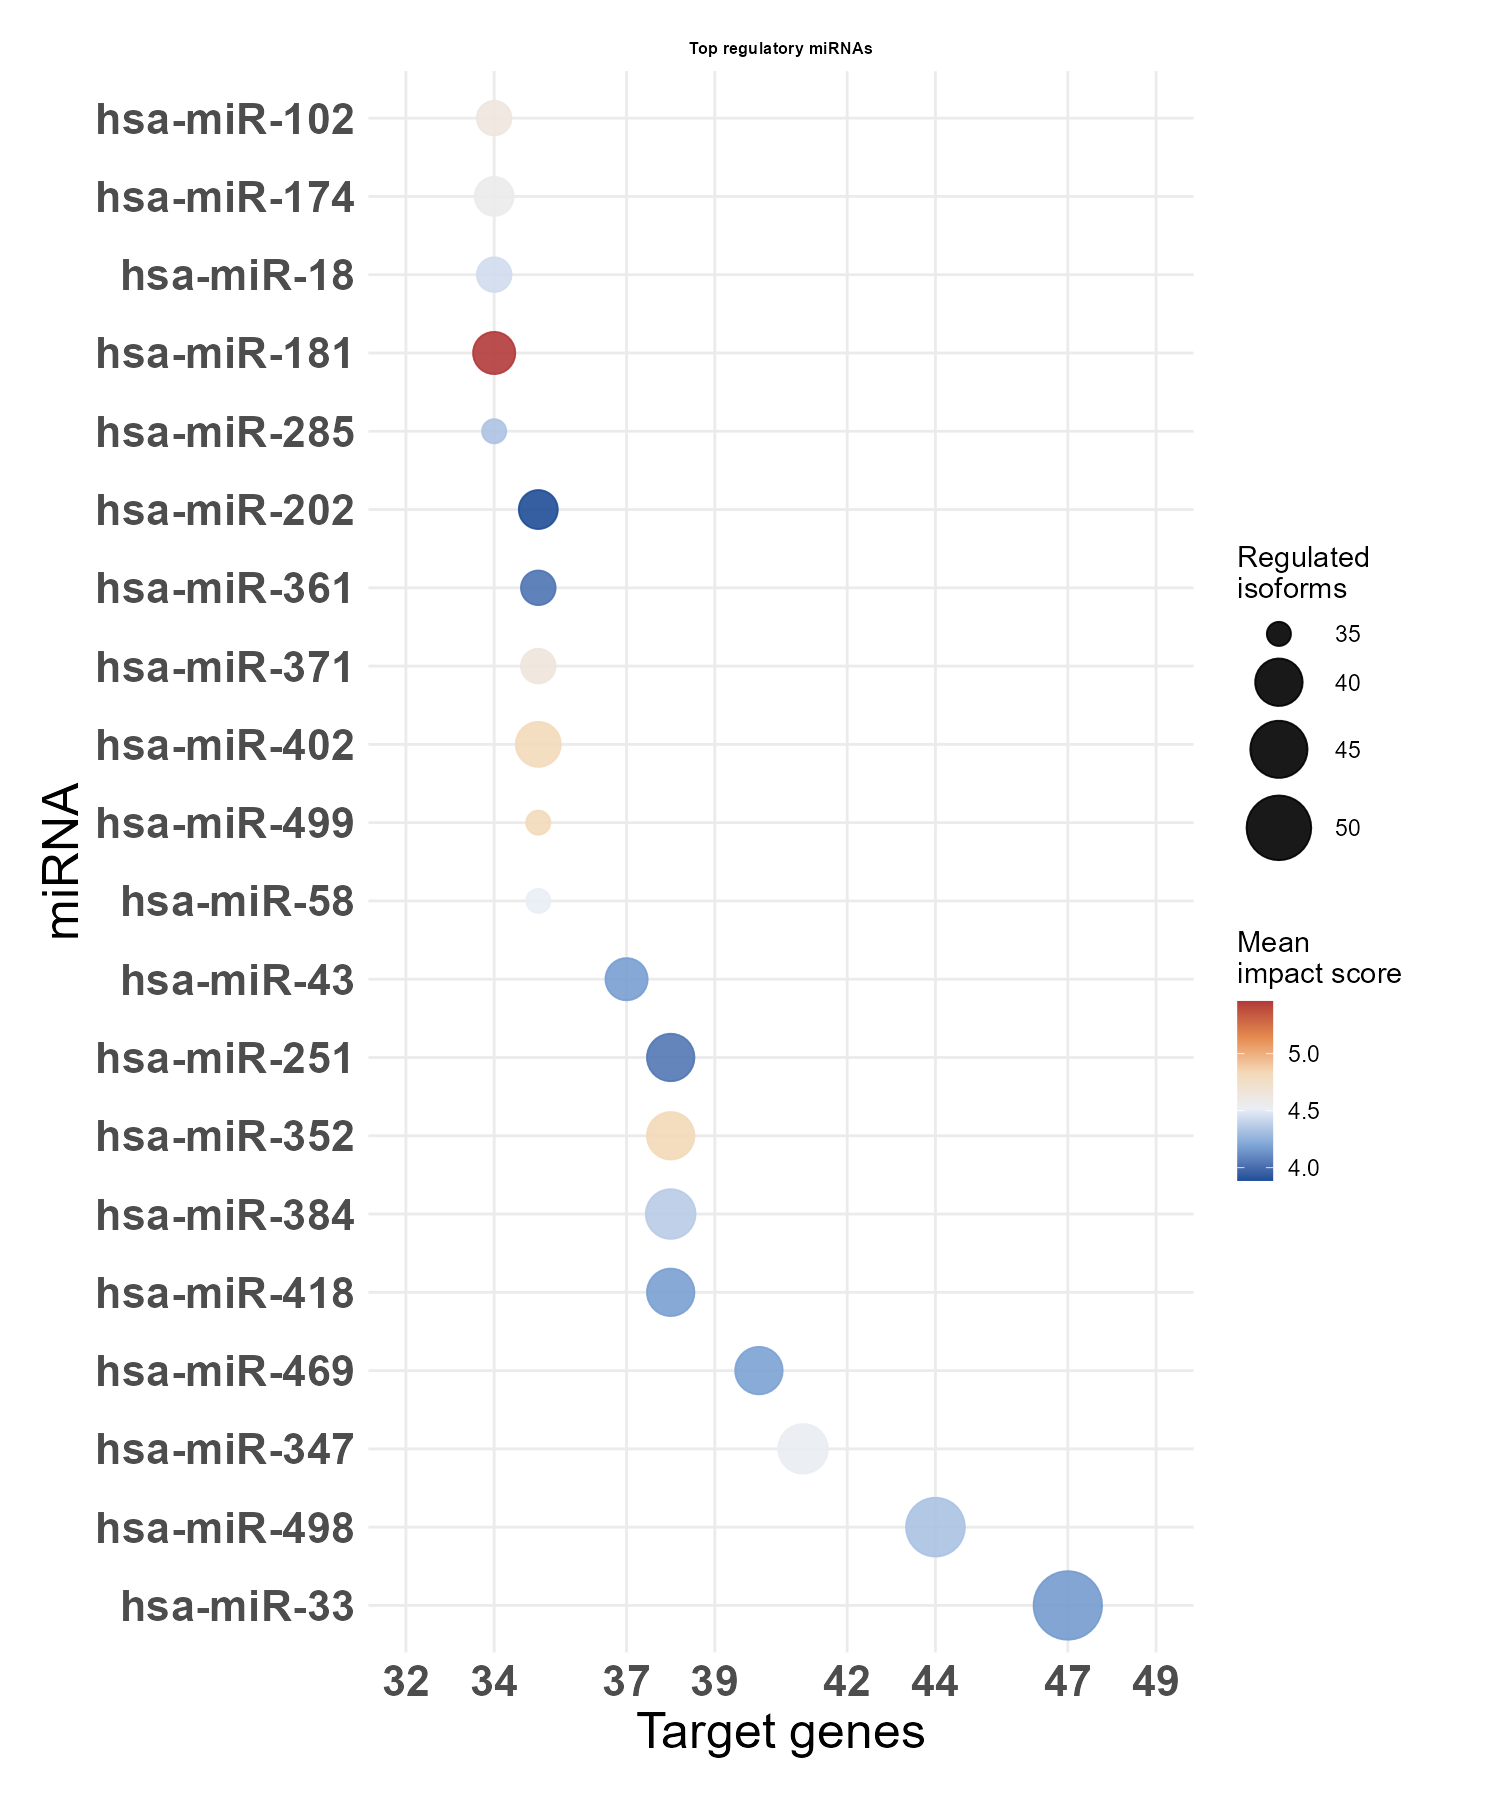 Top regulatory miRNAs
hsa-miR-102
hsa-miR-174
hsa-miR-18
hsa-miR-181
hsa-miR-285
hsa-miR-202
hsa-miR-361
hsa-miR-371
hsa-miR-402
hsa-miR-499
hsa-miR-58
hsa-miR-43
hsa-miR-251
hsa-miR-352
hsa-miR-384
hsa-miR-418
hsa-miR-469
hsa-miR-347
hsa-miR-498
hsa-miR-33
miRNA
32 34 37 39 42 44 47 49
Target genes
Regulated
isoforms
35
40
45
50
Mean
impact score
5.0
4.5
4.0